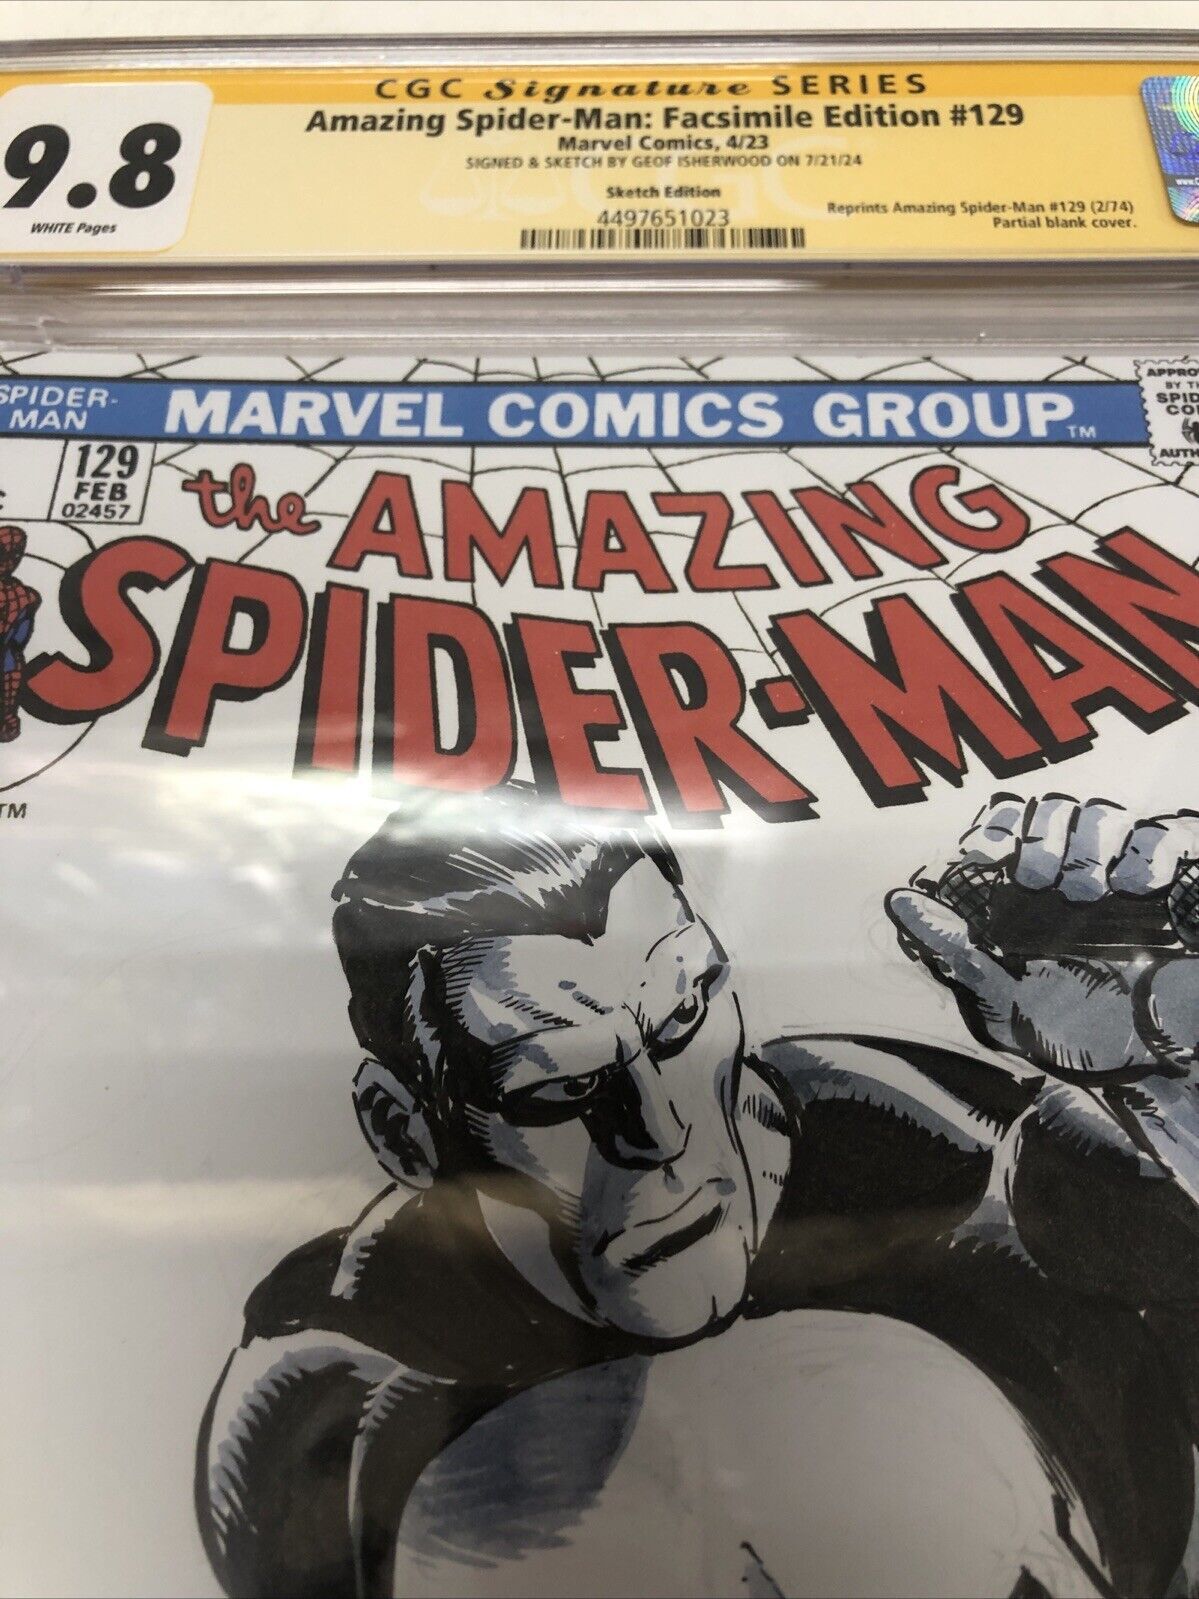 CGC Signature SERIES
Amazing Spider-Man: Facsimile Edition #129
Marvel Comics, 4/23
SIGNED & SKETCH BY GEOF ISHERWOOD ON 7/21/24
9.8
WHITE Pages
Sketch Edition
4497651023
Reprints Amazing Spider-Man #129 (2/74)
Partial blank cover.
SPIDER-
MAN
MARVEL COMICS GROUP™
129
FEB
02457
the AMAZING
SPIDER-MAN
TM